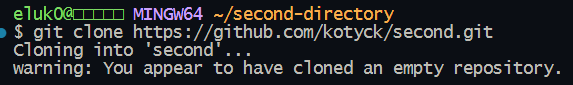 eluk0@□□□□□ MINGW64 ~/second-directory
$ git clone https://github.com/kotyck/second.git
Cloning into 'second'...
warning: You appear to have cloned an empty repository.